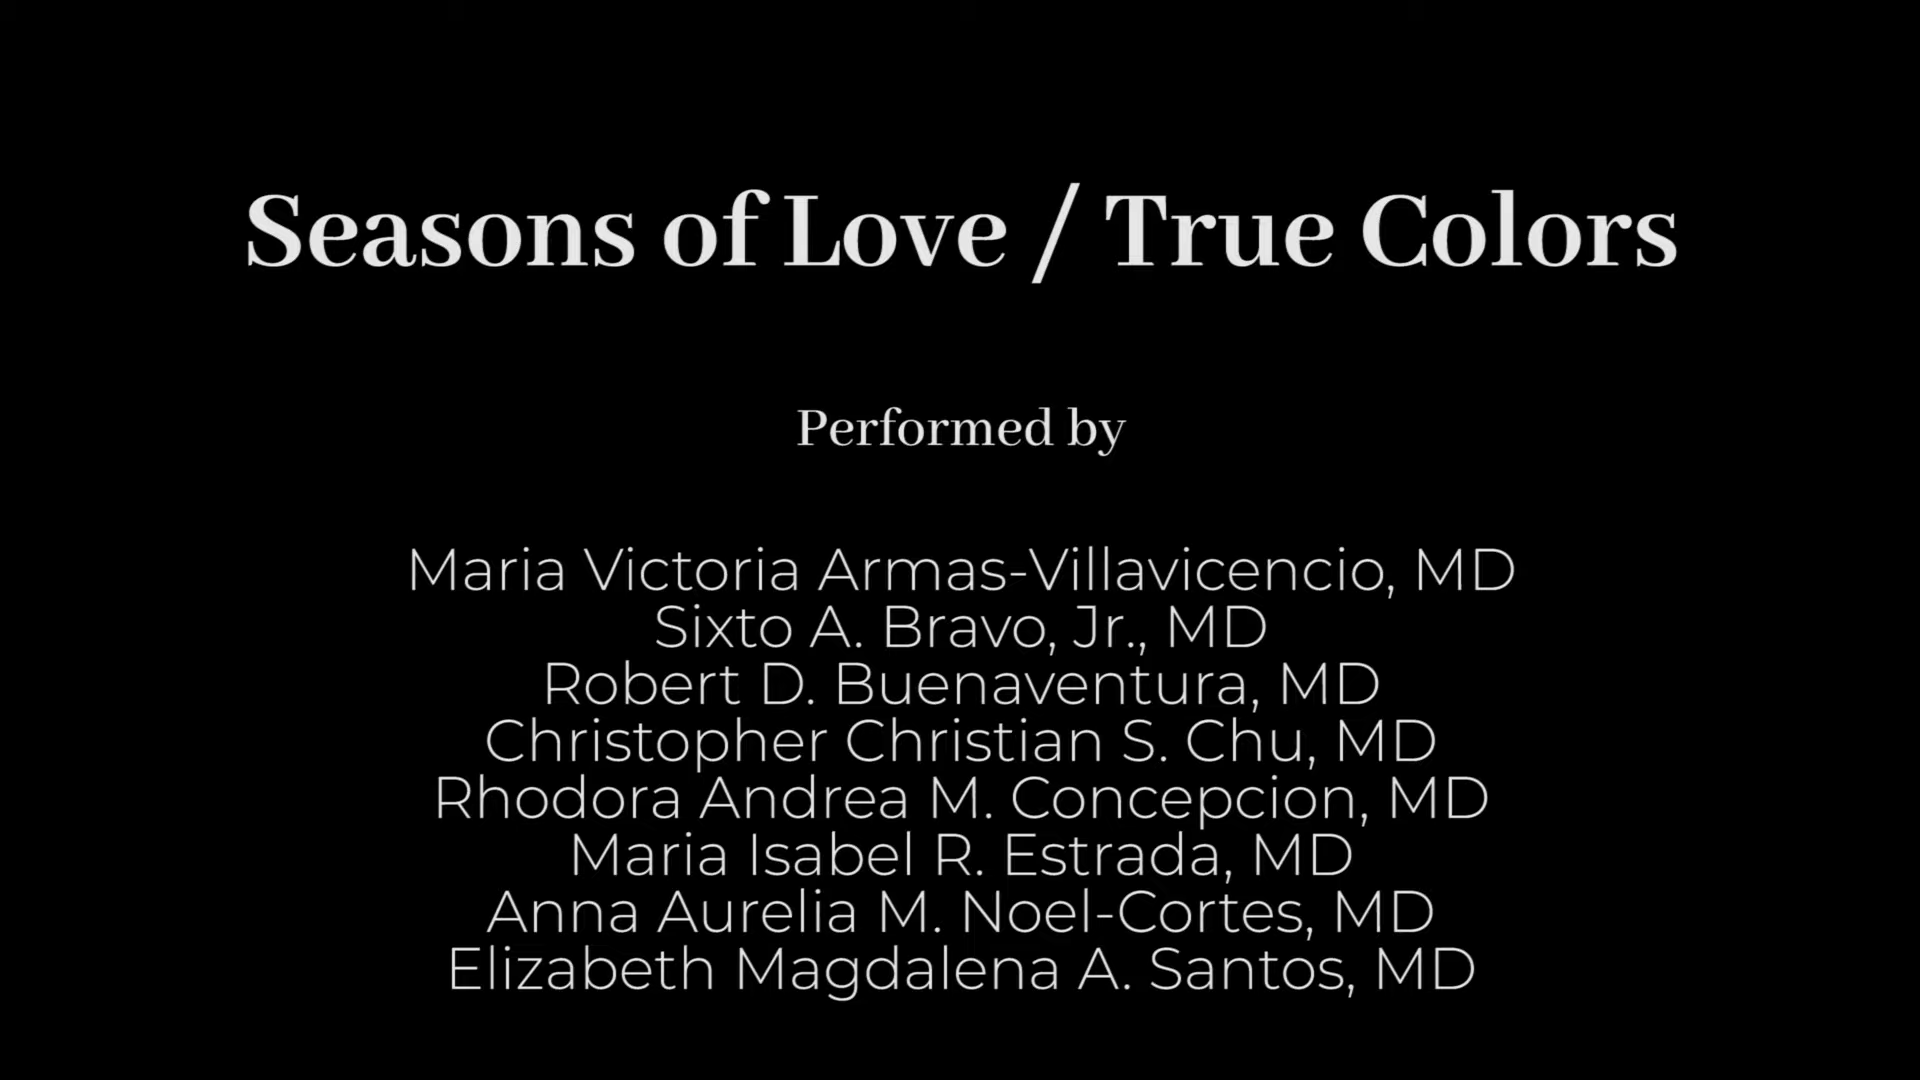 Seasons of Love / True Colors
Performed by
Maria Victoria Armas-Villavicencio, MD
Sixto A. Bravo, Jr., MD
Robert D. Buenaventura, MD
Christopher Christian S. Chu, MD
Rhodora Andrea M. Concepcion, MD
Maria Isabel R. Estrada, MD
Anna Aurelia M. Noel-Cortes, MD
Elizabeth Magdalena A. Santos, MD